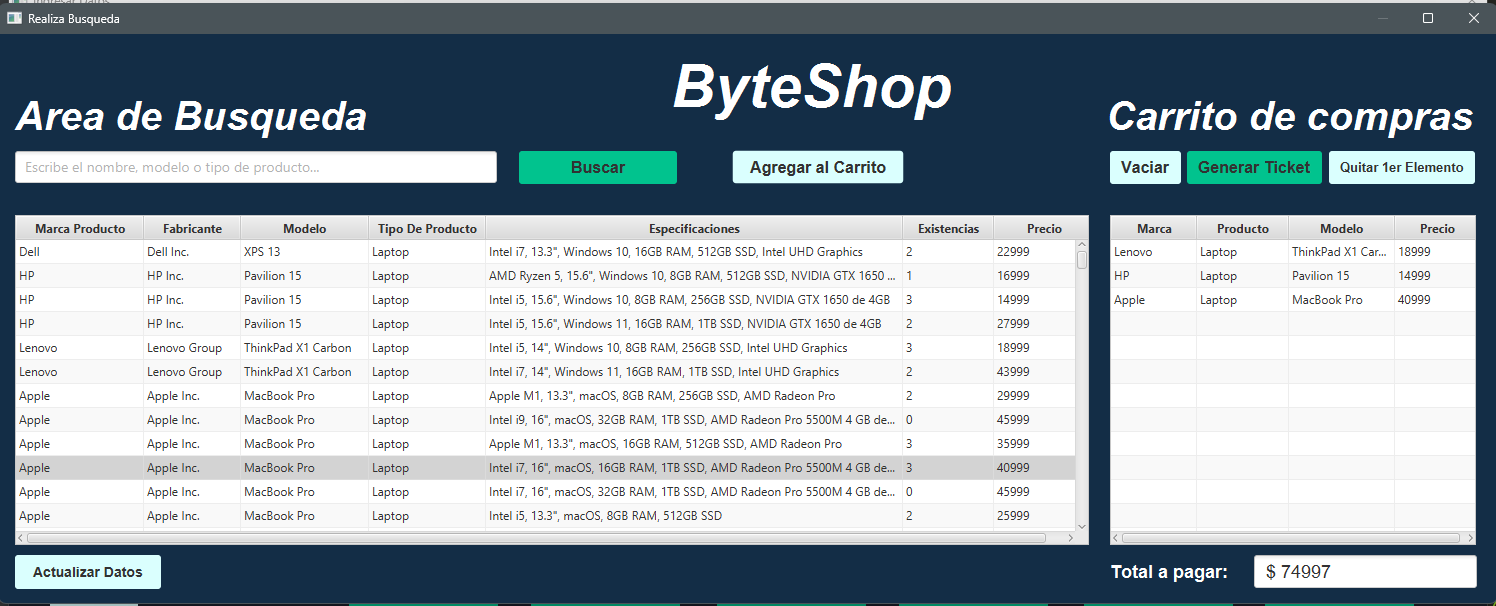 Realiza Busqueda
ByteShop
Area de Busqueda
Carrito de compras
Escribe el nombre, modelo o tipo de producto...
Buscar
Agregar al Carrito
Vaciar
Generar Ticket
Quitar 1er Elemento
Marca Producto Fabricante Modelo Tipo De Producto Especificaciones Existencias Precio
Dell Dell Inc. XPS 13 Laptop Intel i7, 13.3", Windows 10, 16GB RAM, 512GB SSD, Intel UHD Graphics 2 22999
HP HP Inc. Pavilion 15 Laptop AMD Ryzen 5, 15.6", Windows 10, 8GB RAM, 512GB SSD, NVIDIA GTX 1650 ... 1 16999
HP HP Inc. Pavilion 15 Laptop Intel i5, 15.6", Windows 10, 8GB RAM, 256GB SSD, NVIDIA GTX 1650 de 4GB 3 14999
HP HP Inc. Pavilion 15 Laptop Intel i5, 15.6", Windows 11, 16GB RAM, 1TB SSD, NVIDIA GTX 1650 de 4GB 2 27999
Lenovo Lenovo Group ThinkPad X1 Carbon Laptop Intel i5, 14", Windows 10, 8GB RAM, 256GB SSD, Intel UHD Graphics 3 18999
Lenovo Lenovo Group ThinkPad X1 Carbon Laptop Intel i7, 14", Windows 11, 16GB RAM, 1TB SSD, Intel UHD Graphics 2 43999
Apple Apple Inc. MacBook Pro Laptop Apple M1, 13.3", macOS, 8GB RAM, 256GB SSD, AMD Radeon Pro 2 29999
Apple Apple Inc. MacBook Pro Laptop Intel i9, 16", macOS, 32GB RAM, 1TB SSD, AMD Radeon Pro 5500M 4 GB de... 0 45999
Apple Apple Inc. MacBook Pro Laptop Apple M1, 13.3", macOS, 16GB RAM, 512GB SSD, AMD Radeon Pro 3 35999
Apple Apple Inc. MacBook Pro Laptop Intel i7, 16", macOS, 16GB RAM, 1TB SSD, AMD Radeon Pro 5500M 4 GB de... 3 40999
Apple Apple Inc. MacBook Pro Laptop Intel i7, 16", macOS, 32GB RAM, 1TB SSD, AMD Radeon Pro 5500M 4 GB de... 0 45999
Apple Apple Inc. MacBook Pro Laptop Intel i5, 13.3", macOS, 8GB RAM, 512GB SSD 2 25999
Marca Producto Modelo Precio
Lenovo Laptop ThinkPad X1 Car... 18999
HP Laptop Pavilion 15 14999
Apple Laptop MacBook Pro 40999
Actualizar Datos
Total a pagar: $ 74997